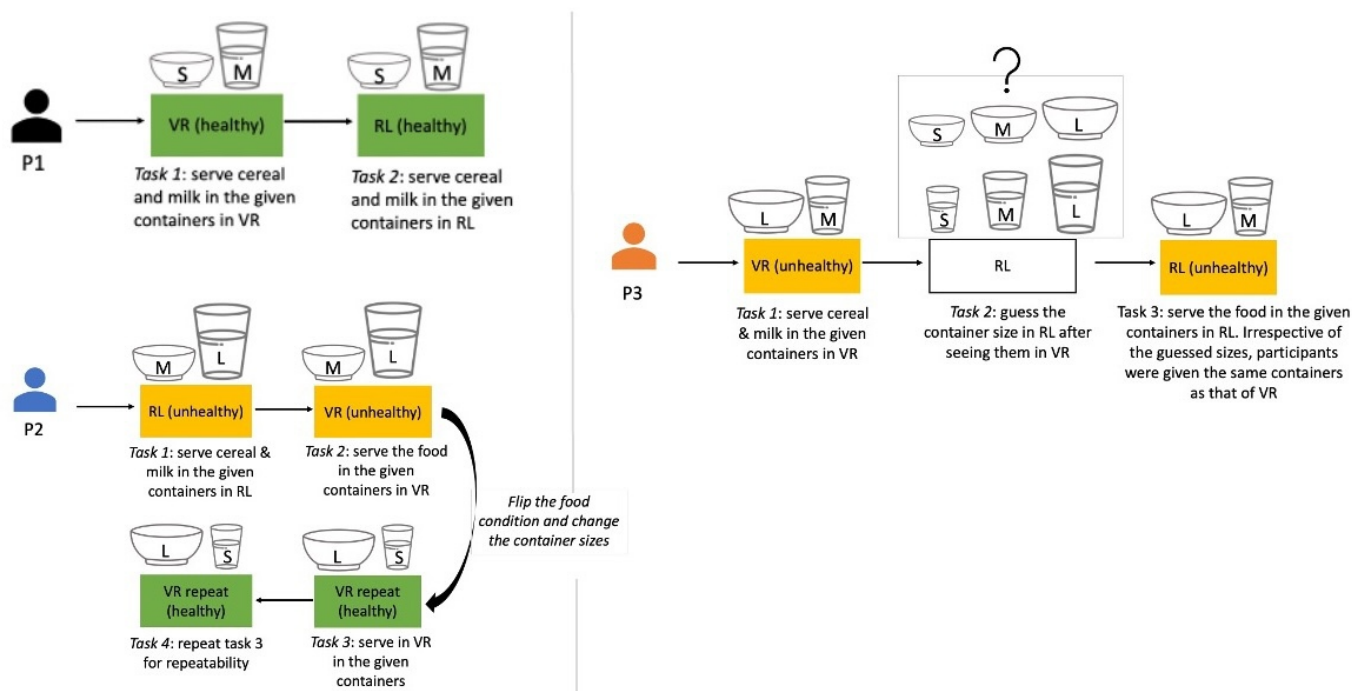 S M
S M
VR (healthy)
RL (healthy)
P1
Task 1: serve cereal
and milk in the given
containers in VR
Task 2: serve cereal
and milk in the given
containers in RL
M L
M L
RL (unhealthy)
VR (unhealthy)
P2
Task 1: serve cereal &
milk in the given
containers in RL
Task 2: serve the food
in the given
containers in VR
Flip the food
condition and change
the container sizes
L S
L S
VR repeat
(healthy)
VR repeat
(healthy)
Task 4: repeat task 3
for repeatability
Task 3: serve in VR
in the given
containers
?
S M L
S M L
L M
L M
VR (unhealthy)
RL
RL (unhealthy)
P3
Task 1: serve cereal
& milk in the given
containers in VR
Task 2: guess the
container size in RL after
seeing them in VR
Task 3: serve the food in the given
containers in RL. Irrespective of
the guessed sizes, participants
were given the same containers
as that of VR